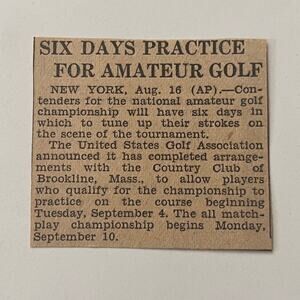 SIX DAYS PRACTICE
FOR AMATEUR GOLF
NEW YORK, Aug. 16 (AP).—Con-
tenders for the national amateur golf
championship will have six days in
which to tune up their strokes on
the scene of the tournament.
The United States Golf Association
announced it has completed arrange-
ments with the Country Club of
Brookline, Mass., to allow players
who qualify for the championship to
practice on the course beginning
Tuesday, September 4. The all match-
play championship begins Monday,
September 10.